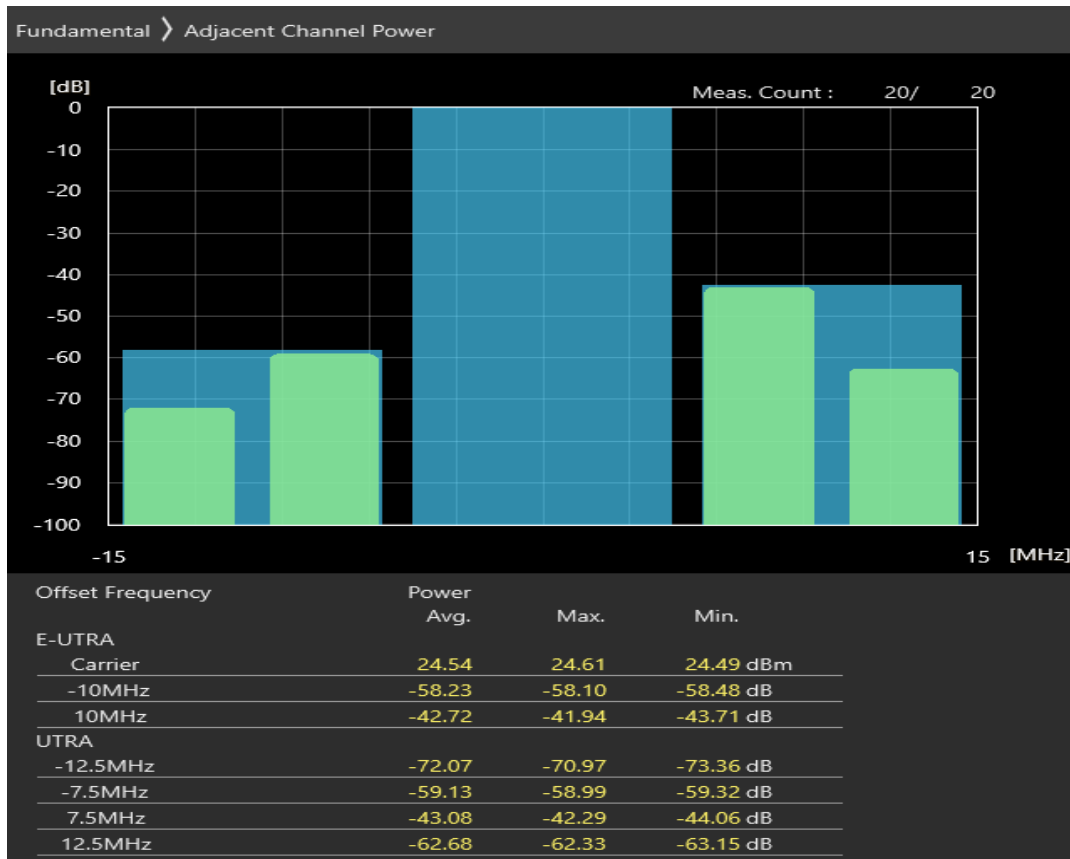 Fundamental ❯ Adjacent Channel Power
[dB]
Meas. Count : 20/ 20
0
-10
-20
-30
-40
-50
-60
-70
-80
-90
-100
-15 15 [MHz]
Offset Frequency Power
Avg. Max. Min.
E-UTRA
Carrier 24.54 24.61 24.49 dBm
-10MHz -58.23 -58.10 -58.48 dB
10MHz -42.72 -41.94 -43.71 dB
UTRA
-12.5MHz -72.07 -70.97 -73.36 dB
-7.5MHz -59.13 -58.99 -59.32 dB
7.5MHz -43.08 -42.29 -44.06 dB
12.5MHz -62.68 -62.33 -63.15 dB